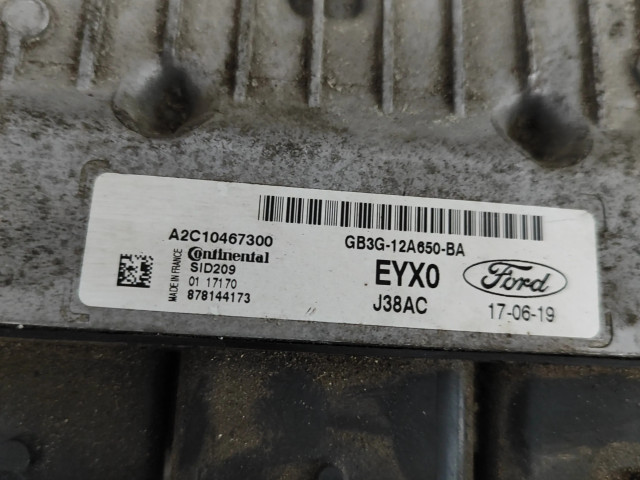 A2C10467300
Continental
SID209
01 17170
878144173
MADE IN FRANCE
GB3G-12A650-BA
EYX0
J38AC
Ford
17-06-19